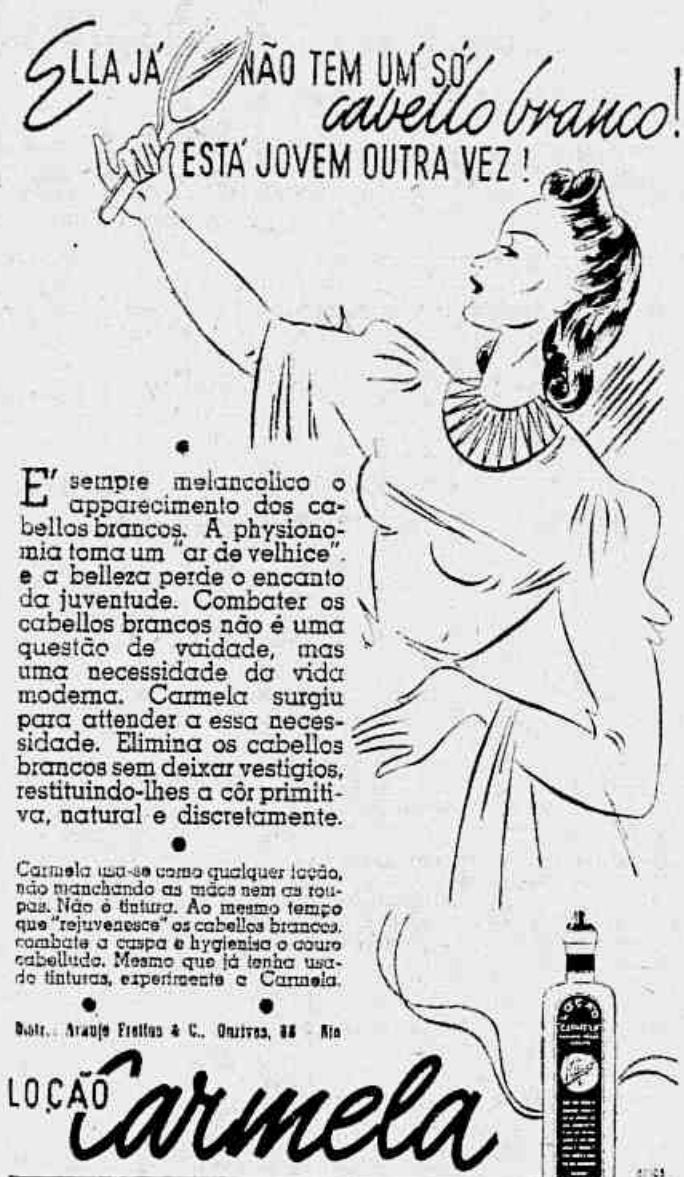 ELLA JÁ NÃO TEM UM SÓ
cabello branco!
ESTÁ JOVEM OUTRA VEZ!
E' sempre melancolico o
apparecimento dos ca-
bellos brancos. A physiono-
mia toma um "ar de velhice".
e a belleza perde o encanto
da juventude. Combater os
cabellos brancos não é uma
questão de vaidade, mas
uma necessidade da vida
moderna. Carmela surgiu
para attender a essa neces-
sidade. Elimina os cabellos
brancos sem deixar vestigios,
restituindo-lhes a côr primiti-
va, natural e discretamente.
Carmela usa-se como qualquer loção,
não manchando as mãos nem as rou-
pas. Não é tintura. Ao mesmo tempo
que "rejuvenesce" os cabellos brancos,
combate a caspa e hygienisa o couro
cabelludo. Mesmo que já tenha usa-
do tinturas, experimente a Carmela.
Distr.: Araujo Freitas & C., Ourives, 88 - Rio
LOÇÃO
CARMELA
LOÇÃO Carmela